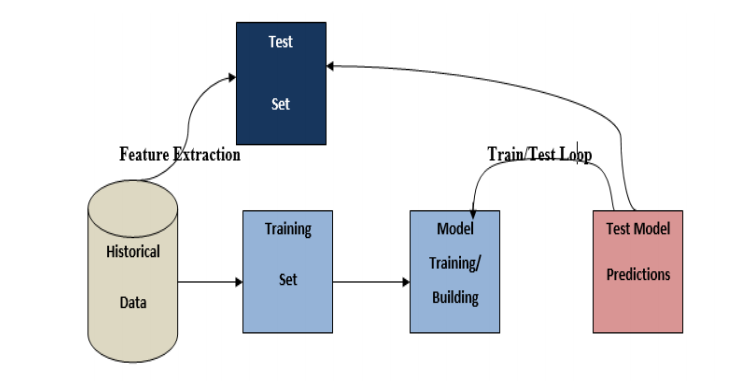 Test
Set
Feature Extraction
Train/Test Loop
Historical
Data
Training
Set
Model
Training/
Building
Test Model
Predictions